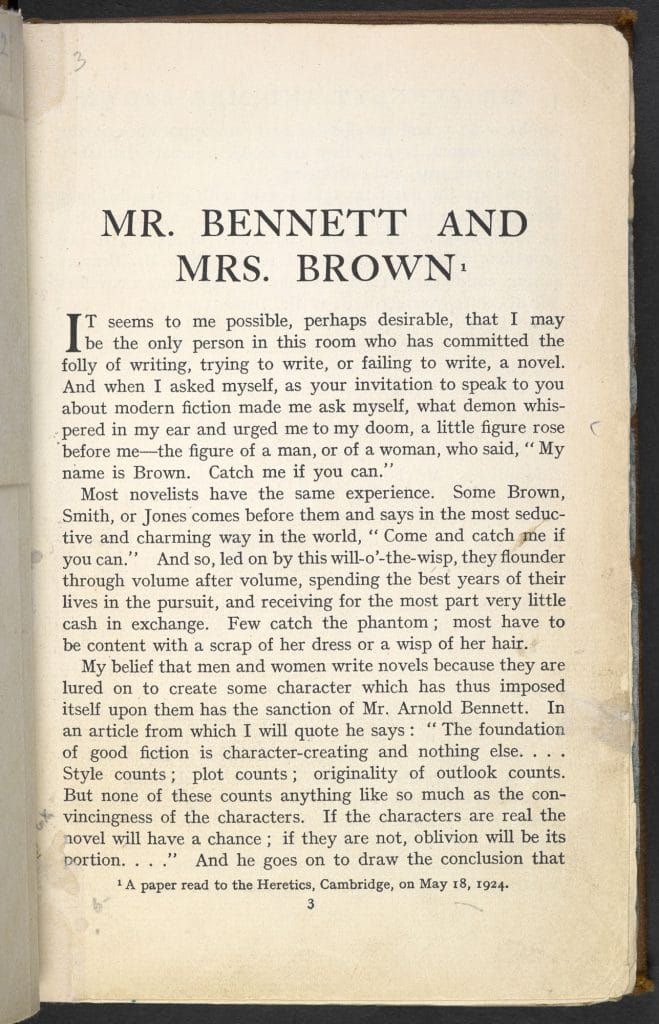 3
MR. BENNETT AND
MRS. BROWN¹
IT seems to me possible, perhaps desirable, that I may
be the only person in this room who has committed the
folly of writing, trying to write, or failing to write, a novel.
And when I asked myself, as your invitation to speak to you
about modern fiction made me ask myself, what demon whis-
pered in my ear and urged me to my doom, a little figure rose
before me—the figure of a man, or of a woman, who said, “ My
name is Brown. Catch me if you can.”
Most novelists have the same experience. Some Brown,
Smith, or Jones comes before them and says in the most seduc-
tive and charming way in the world, “ Come and catch me if
you can.” And so, led on by this will-o’-the-wisp, they flounder
through volume after volume, spending the best years of their
lives in the pursuit, and receiving for the most part very little
cash in exchange. Few catch the phantom ; most have to
be content with a scrap of her dress or a wisp of her hair.
My belief that men and women write novels because they are
lured on to create some character which has thus imposed
itself upon them has the sanction of Mr. Arnold Bennett. In
an article from which I will quote he says : “ The foundation
of good fiction is character-creating and nothing else. . . .
Style counts ; plot counts ; originality of outlook counts.
But none of these counts anything like so much as the con-
vincingness of the characters. If the characters are real the
novel will have a chance ; if they are not, oblivion will be its
portion. . . .” And he goes on to draw the conclusion that
¹ A paper read to the Heretics, Cambridge, on May 18, 1924.
3